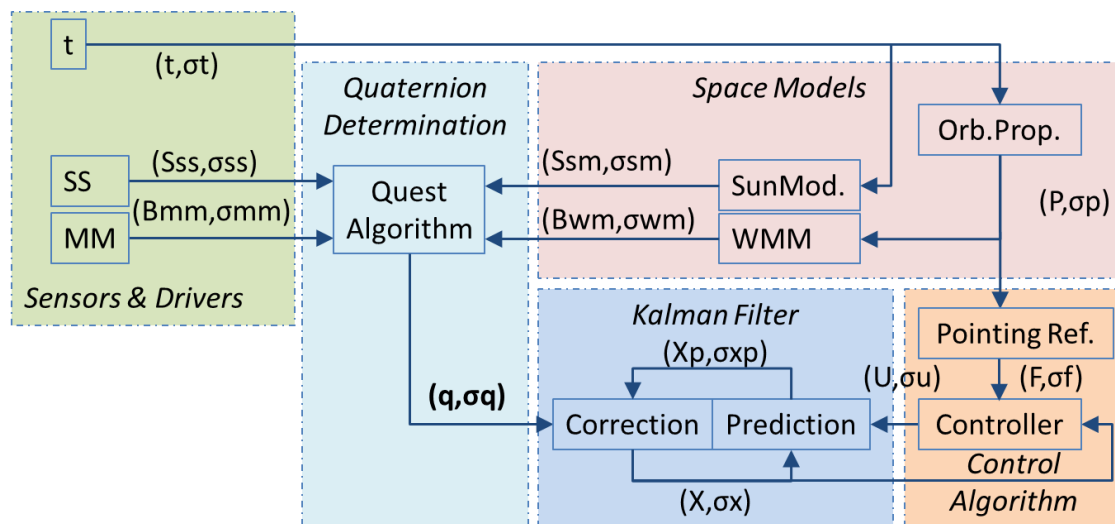 t
(t,σt)
Quaternion
Determination
Space Models
Orb.Prop.
SS
(Sss,σss)
Quest
Algorithm
(Ssm,σsm)
SunMod.
(P,σp)
MM
(Bmm,σmm)
(Bwm,σwm)
WMM
Sensors & Drivers
Kalman Filter
Pointing Ref.
(Xp,σxp)
(U,σu)
(F,σf)
(q,σq)
Correction
Prediction
Controller
(X,σx)
Control
Algorithm